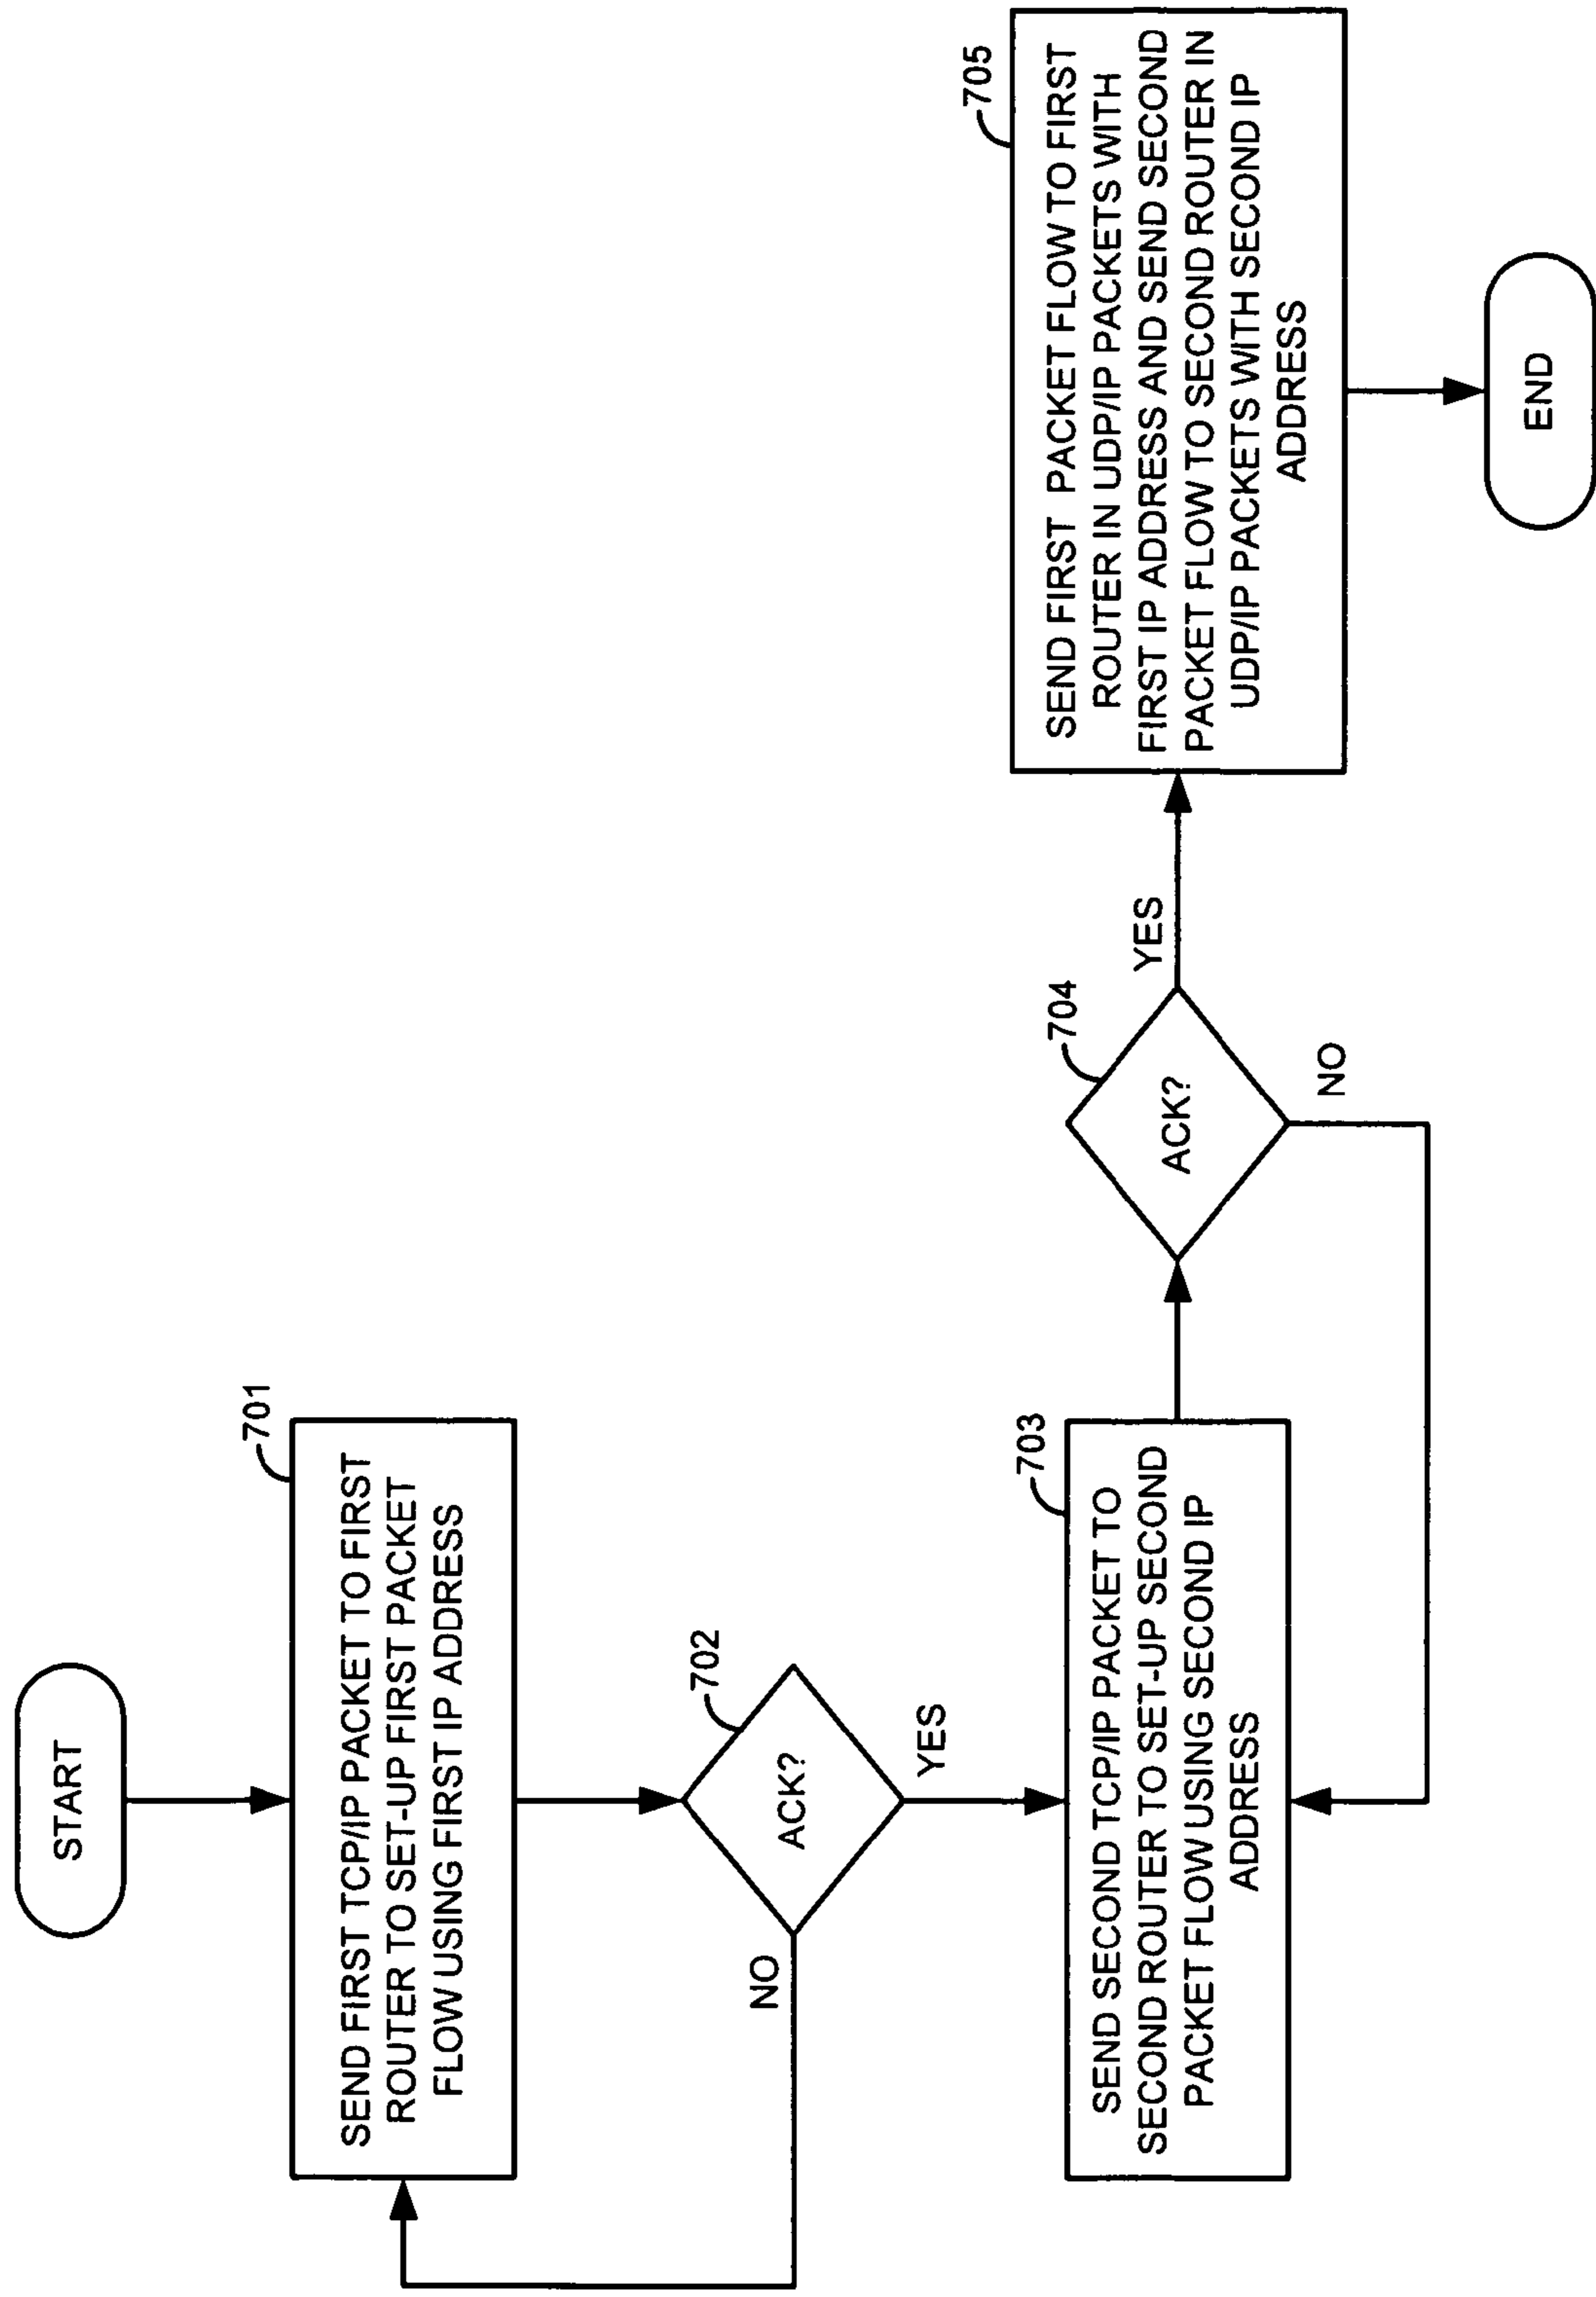 START
701
SEND FIRST TCP/IP PACKET TO FIRST
ROUTER TO SET-UP FIRST PACKET
FLOW USING FIRST IP ADDRESS
702
ACK?
NO
YES
703
SEND SECOND TCP/IP PACKET TO
SECOND ROUTER TO SET-UP SECOND
PACKET FLOW USING SECOND IP
ADDRESS
704
ACK?
YES
NO
705
SEND FIRST PACKET FLOW TO FIRST
ROUTER IN UDP/IP PACKETS WITH
FIRST IP ADDRESS AND SEND SECOND
PACKET FLOW TO SECOND ROUTER IN
UDP/IP PACKETS WITH SECOND IP
ADDRESS
END